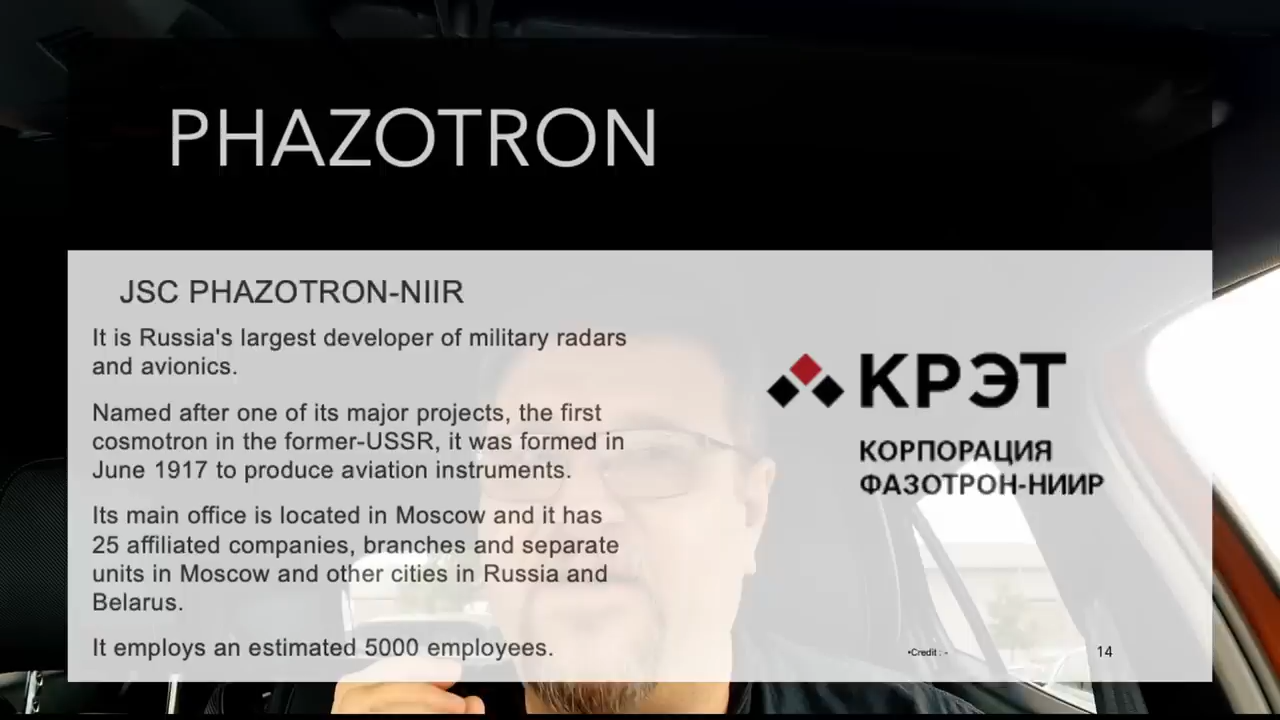 PHAZOTRON
JSC PHAZOTRON-NIIR
It is Russia's largest developer of military radars
and avionics.
Named after one of its major projects, the first
cosmotron in the former-USSR, it was formed in
June 1917 to produce aviation instruments.
Its main office is located in Moscow and it has
25 affiliated companies, branches and separate
units in Moscow and other cities in Russia and
Belarus.
It employs an estimated 5000 employees.
КРЭТ
КОРПОРАЦИЯ
ФАЗОТРОН-НИИР
•Credit : -
14